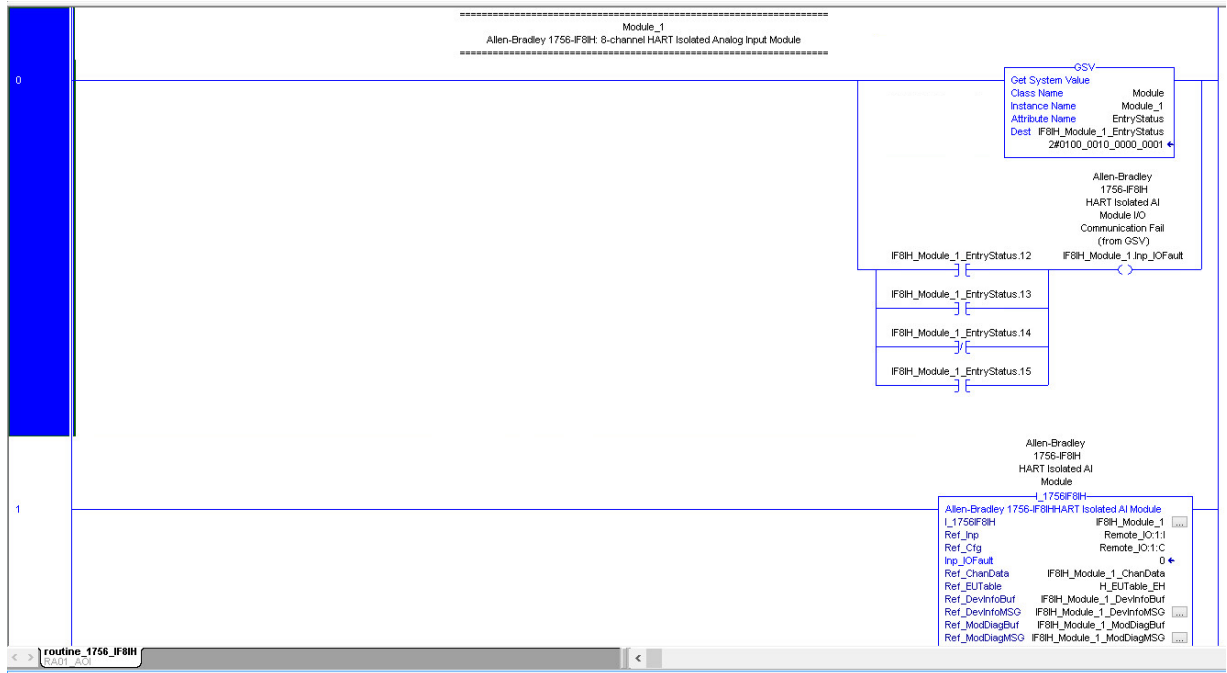 ==============================================================
Module_1
Allen-Bradley 1756-IF8IH: 8-channel HART Isolated Analog Input Module
==============================================================
0
GSV
Get System Value
Class Name Module
Instance Name Module_1
Attribute Name EntryStatus
Dest IF8IH_Module_1_EntryStatus
2#0100_0010_0000_0001
Allen-Bradley
1756-IF8IH
HART Isolated AI
Module I/O
Communication Fail
(from GSV)
IF8IH_Module_1_EntryStatus.12 IF8IH_Module_1.Inp_IOFault
IF8IH_Module_1_EntryStatus.13
IF8IH_Module_1_EntryStatus.14
IF8IH_Module_1_EntryStatus.15
Allen-Bradley
1756-IF8IH
HART Isolated AI
Module
1
I_1756IF8IH
Allen-Bradley 1756-IF8IHHART Isolated AI Module
I_1756IF8IH IF8IH_Module_1 ...
Ref_Inp Remote_IO:1:I
Ref_Cfg Remote_IO:1:C
Inp_IOFault 0
Ref_ChanData IF8IH_Module_1_ChanData
Ref_EUTable H_EUTable_EH
Ref_DevInfoBuf IF8IH_Module_1_DevInfoBuf
Ref_DevInfoMSG IF8IH_Module_1_DevInfoMSG ...
Ref_ModDiagBuf IF8IH_Module_1_ModDiagBuf
Ref_ModDiagMSG IF8IH_Module_1_ModDiagMSG ...
routine_1756_IF8IH
RA01_AOI